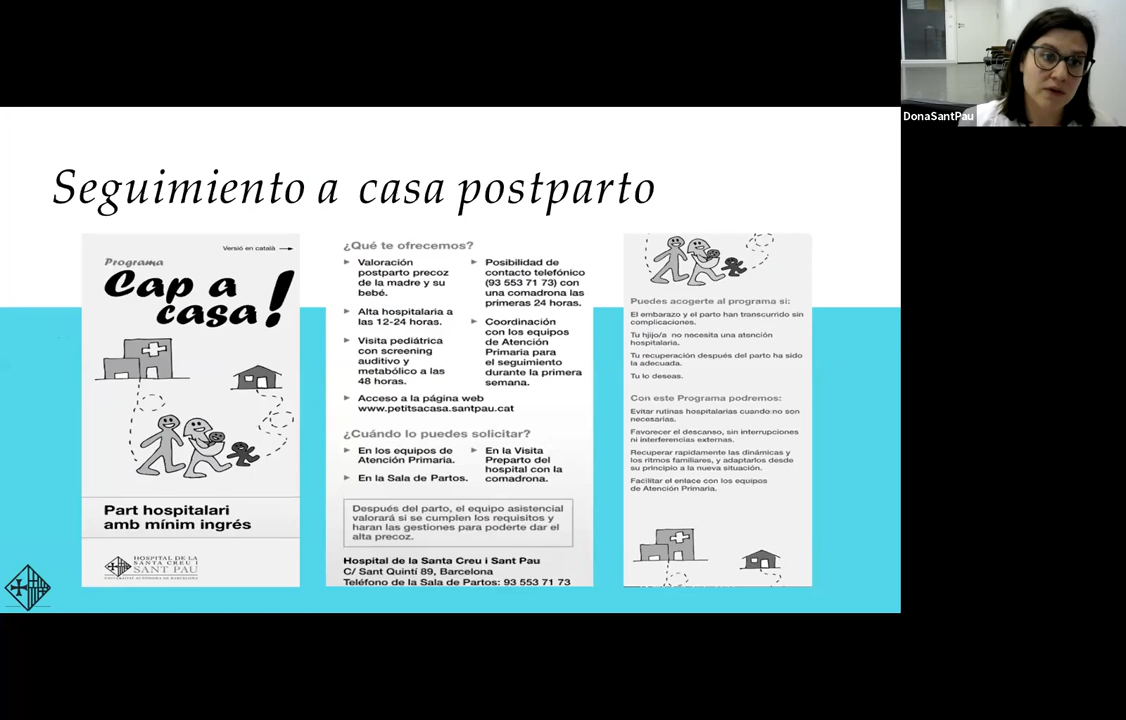 DonaSantPau
Seguimiento a casa postparto
Versió en català
Programa
Cap a
casa!
Part hospitalari
amb mínim ingrés
HOSPITAL DE LA
SANTA CREU I
SANT PAU
UNIVERSITAT AUTÒNOMA DE BARCELONA
¿Qué te ofrecemos?
Valoración
postparto precoz
de la madre y su
bebé.
Alta hospitalaria a
las 12-24 horas.
Visita pediátrica
con screening
auditivo y
metabólico a las
48 horas.
Posibilidad de
contacto telefónico
(93 553 71 73) con
una comadrona las
primeras 24 horas.
Coordinación
con los equipos
de Atención
Primaria para
el seguimiento
durante la primera
semana.
Acceso a la página web
www.petitsacasa.santpau.cat
¿Cuándo lo puedes solicitar?
En los equipos de
Atención Primaria.
En la Sala de Partos.
En la Visita
Preparto del
hospital con la
comadrona.
Después del parto, el equipo asistencial
valorará si se cumplen los requisitos y
haran las gestiones para poderte dar el
alta precoz.
Hospital de la Santa Creu i Sant Pau
C/ Sant Quintí 89, Barcelona
Teléfono de la Sala de Partos: 93 553 71 73
Puedes acogerte al programa si:
El embarazo y el parto han transcurrido sin
complicaciones.
Tu hjijo/a no necesita una atención
hospitalaria.
Tu recuperación después del parto ha sido
la adecuada.
Tu lo deseas.
Con este Programa podremos:
Evitar rutinas hospitalarias cuando no son
necesarias.
Favorecer el descanso, sin interrupciones
ni interferencias externas.
Recuperar rapidamente las dinámicas y
los ritmos familiares, y adaptarlos desde
su principio a la nueva situación.
Facilitar el enlace con los equipos
de Atención Primaria.